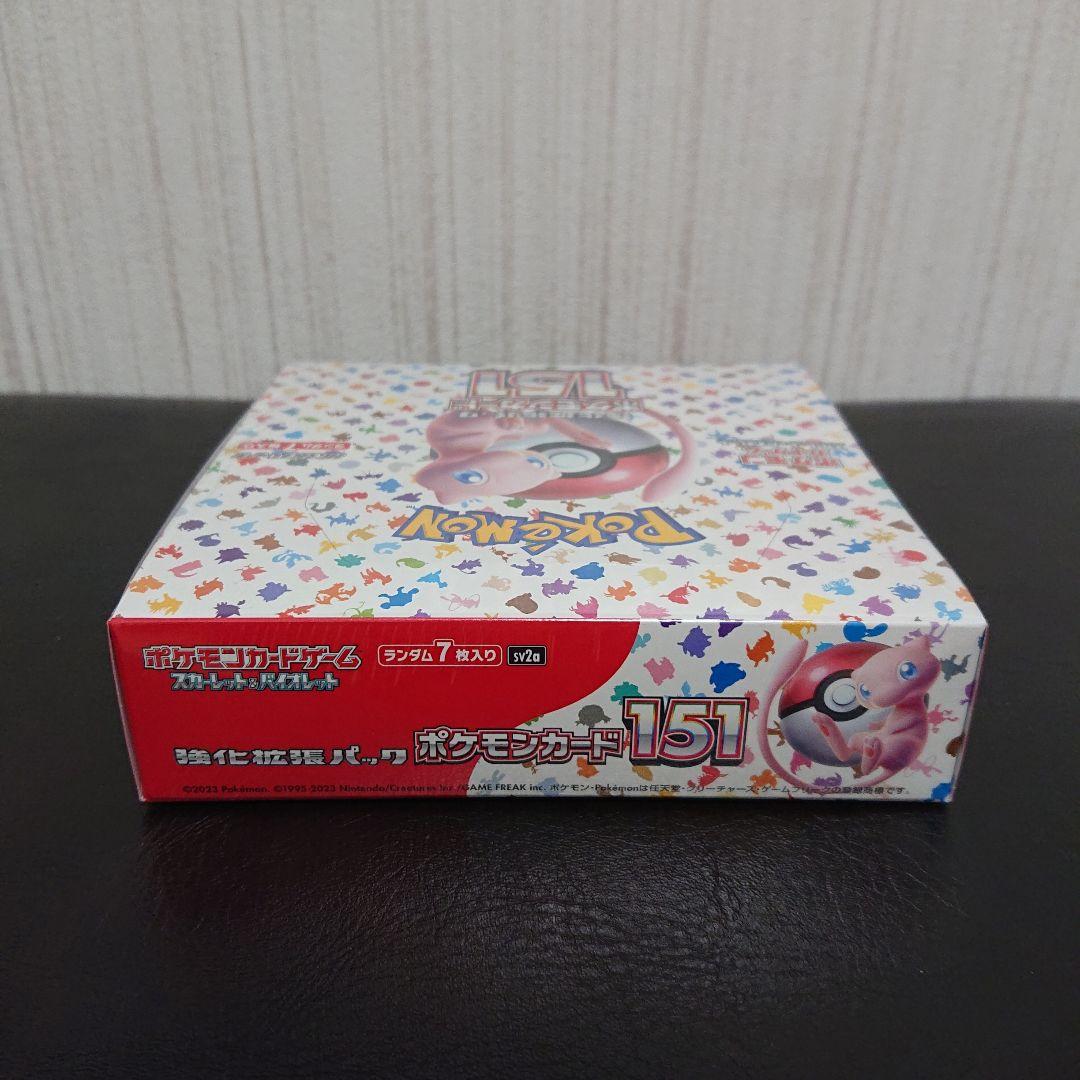 151
POKÉMON
ポケモンカードゲーム
スカーレット&バイオレット
ランダム7枚入り sv2a
強化拡張パック ポケモンカード151
©2023 Pokémon. ©1995-2023 Nintendo/Creatures Inc./GAME FREAK inc. ポケモン・Pokémonは任天堂・クリーチャーズ・ゲームフリークの登録商標です。